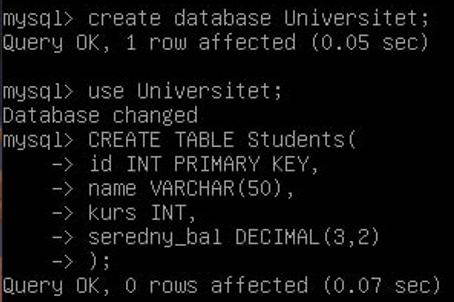 mysql> create database Universitet;
Query OK, 1 row affected (0.05 sec)

mysql> use Universitet;
Database changed
mysql> CREATE TABLE Students(
    -> id INT PRIMARY KEY,
    -> name VARCHAR(50),
    -> kurs INT,
    -> seredny_bal DECIMAL(3,2)
    -> );
Query OK, 0 rows affected (0.07 sec)